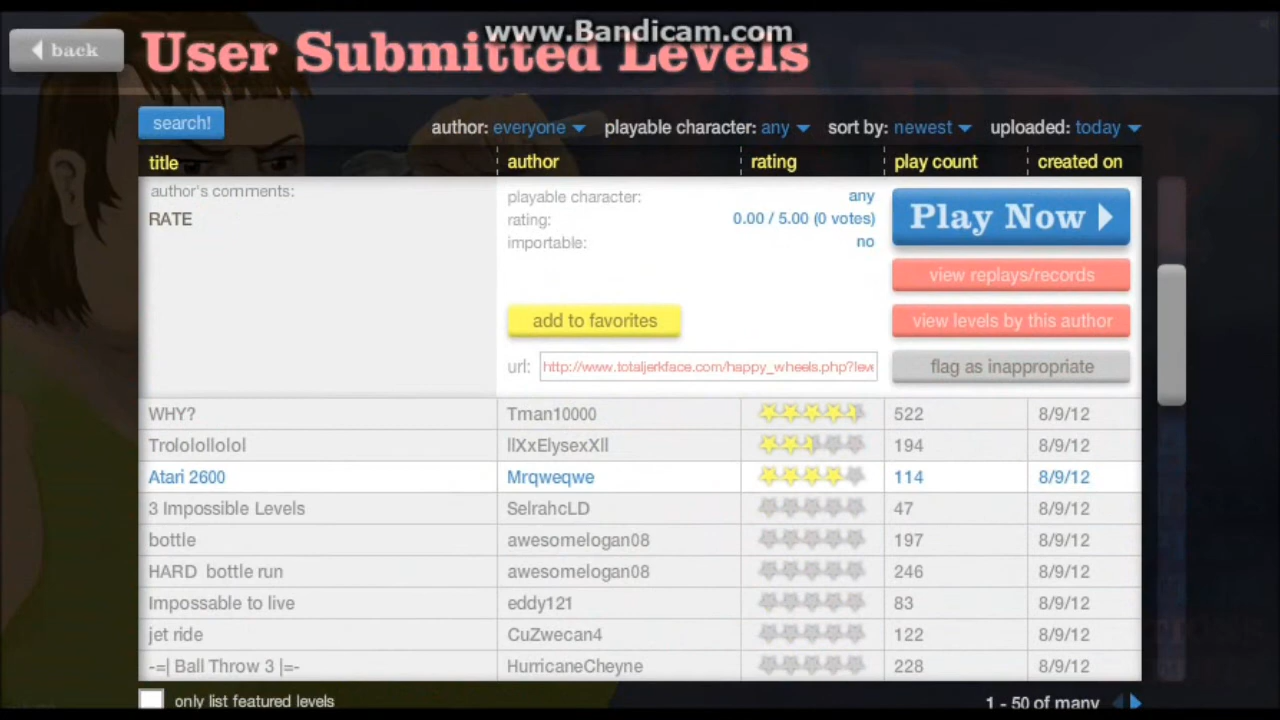 www.Bandicam.com
back
User Submitted Levels
search!
author: everyone playable character: any sort by: newest uploaded: today
title author rating play count created on
author's comments:
RATE
playable character: any
rating: 0.00 / 5.00 (0 votes)
importable: no
add to favorites
url: http://www.totaljerkface.com/happy_wheels.php?leve
Play Now
view replays/records
view levels by this author
flag as inappropriate
WHY? Tman10000 522 8/9/12
TrolololloloI llXxElysexXll 194 8/9/12
Atari 2600 Mrqweqwe 114 8/9/12
3 Impossible Levels SelrahcLD 47 8/9/12
bottle awesomelogan08 197 8/9/12
HARD bottle run awesomelogan08 246 8/9/12
Impossable to live eddy121 83 8/9/12
jet ride CuZwecan4 122 8/9/12
-=| Ball Throw 3 |=- HurricaneCheyne 228 8/9/12
only list featured levels 1 - 50 of many